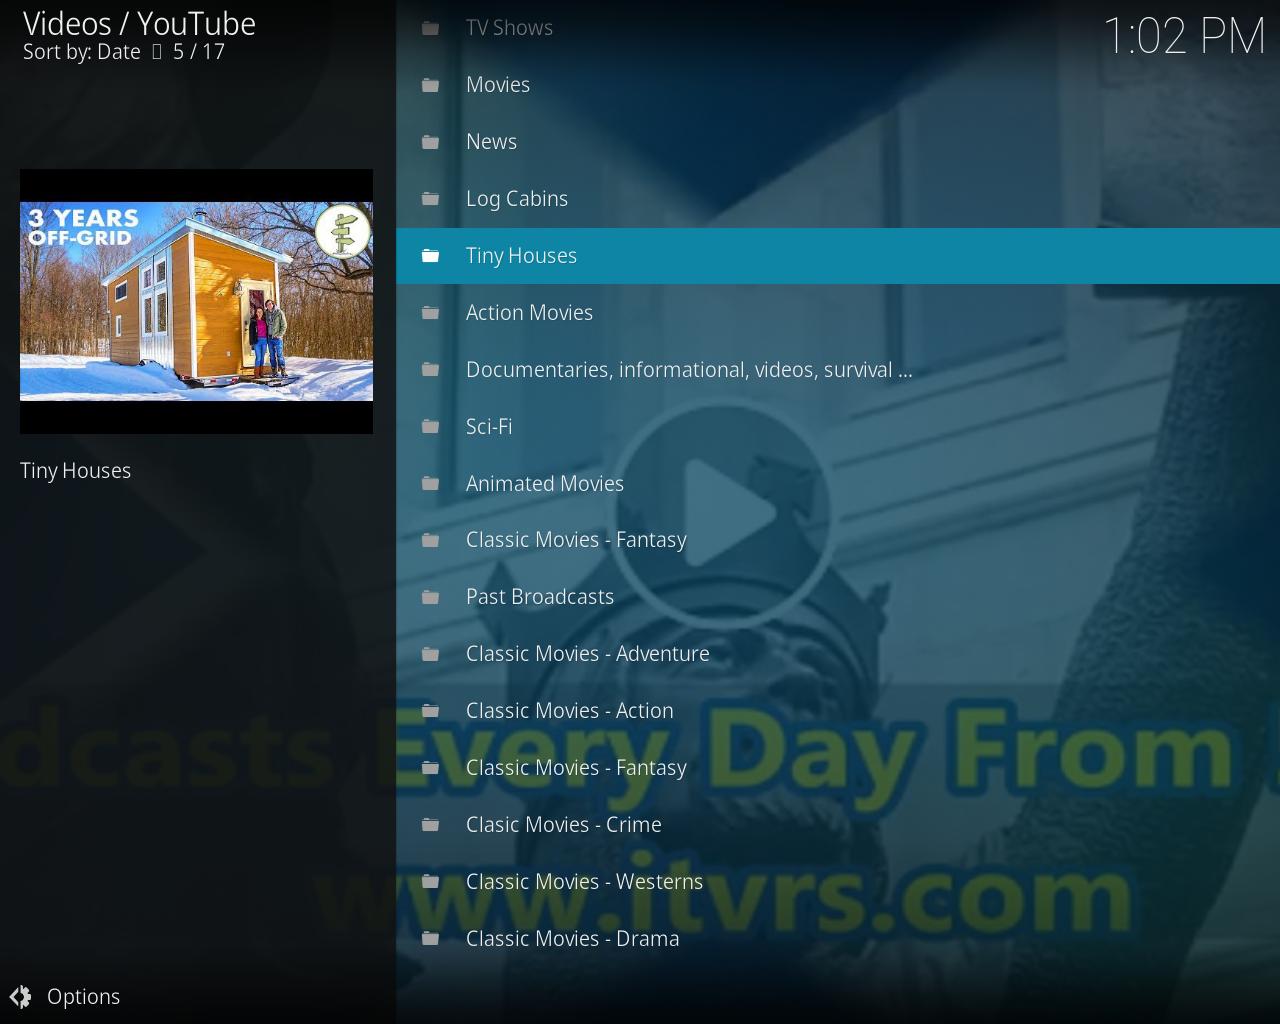 Videos / YouTube
Sort by: Date 5 / 17
1:02 PM
3 YEARS
OFF-GRID
Tiny Houses
TV Shows
Movies
News
Log Cabins
Tiny Houses
Action Movies
Documentaries, informational, videos, survival ...
Sci-Fi
Animated Movies
Classic Movies - Fantasy
Past Broadcasts
Classic Movies - Adventure
Classic Movies - Action
Classic Movies - Fantasy
Clasic Movies - Crime
Classic Movies - Westerns
Classic Movies - Drama
dcasts Every Day From
www.itvrs.com
Options